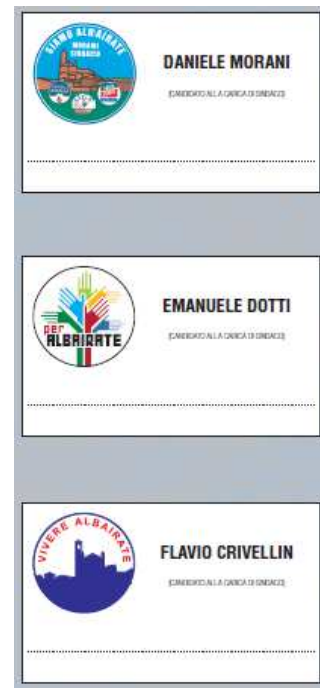 SIAMO ALBAIRATE
MORANI
SINDACO
DANIELE MORANI
(CANDIDATO ALLA CARICA DI SINDACO)
per
ALBAIRATE
EMANUELE DOTTI
(CANDIDATO ALLA CARICA DI SINDACO)
VIVERE ALBAIRATE
FLAVIO CRIVELLIN
(CANDIDATO ALLA CARICA DI SINDACO)